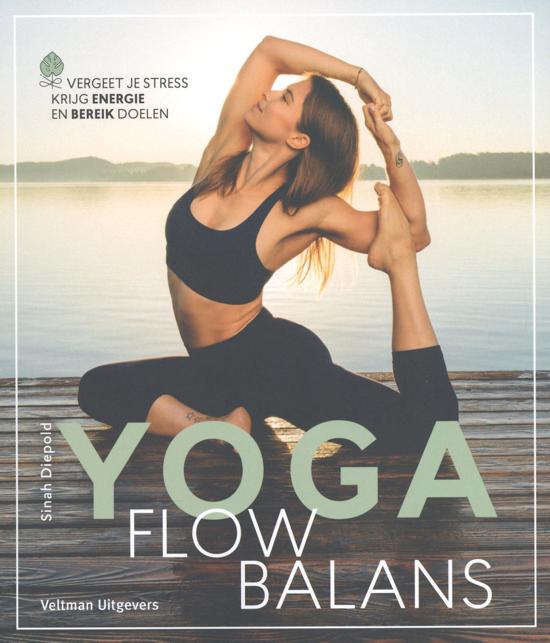 VERGEET JE STRESS
KRIJG ENERGIE
EN BEREIK DOELEN
Sinah Diepold
YOGA
FLOW
BALANS
Veltman Uitgevers